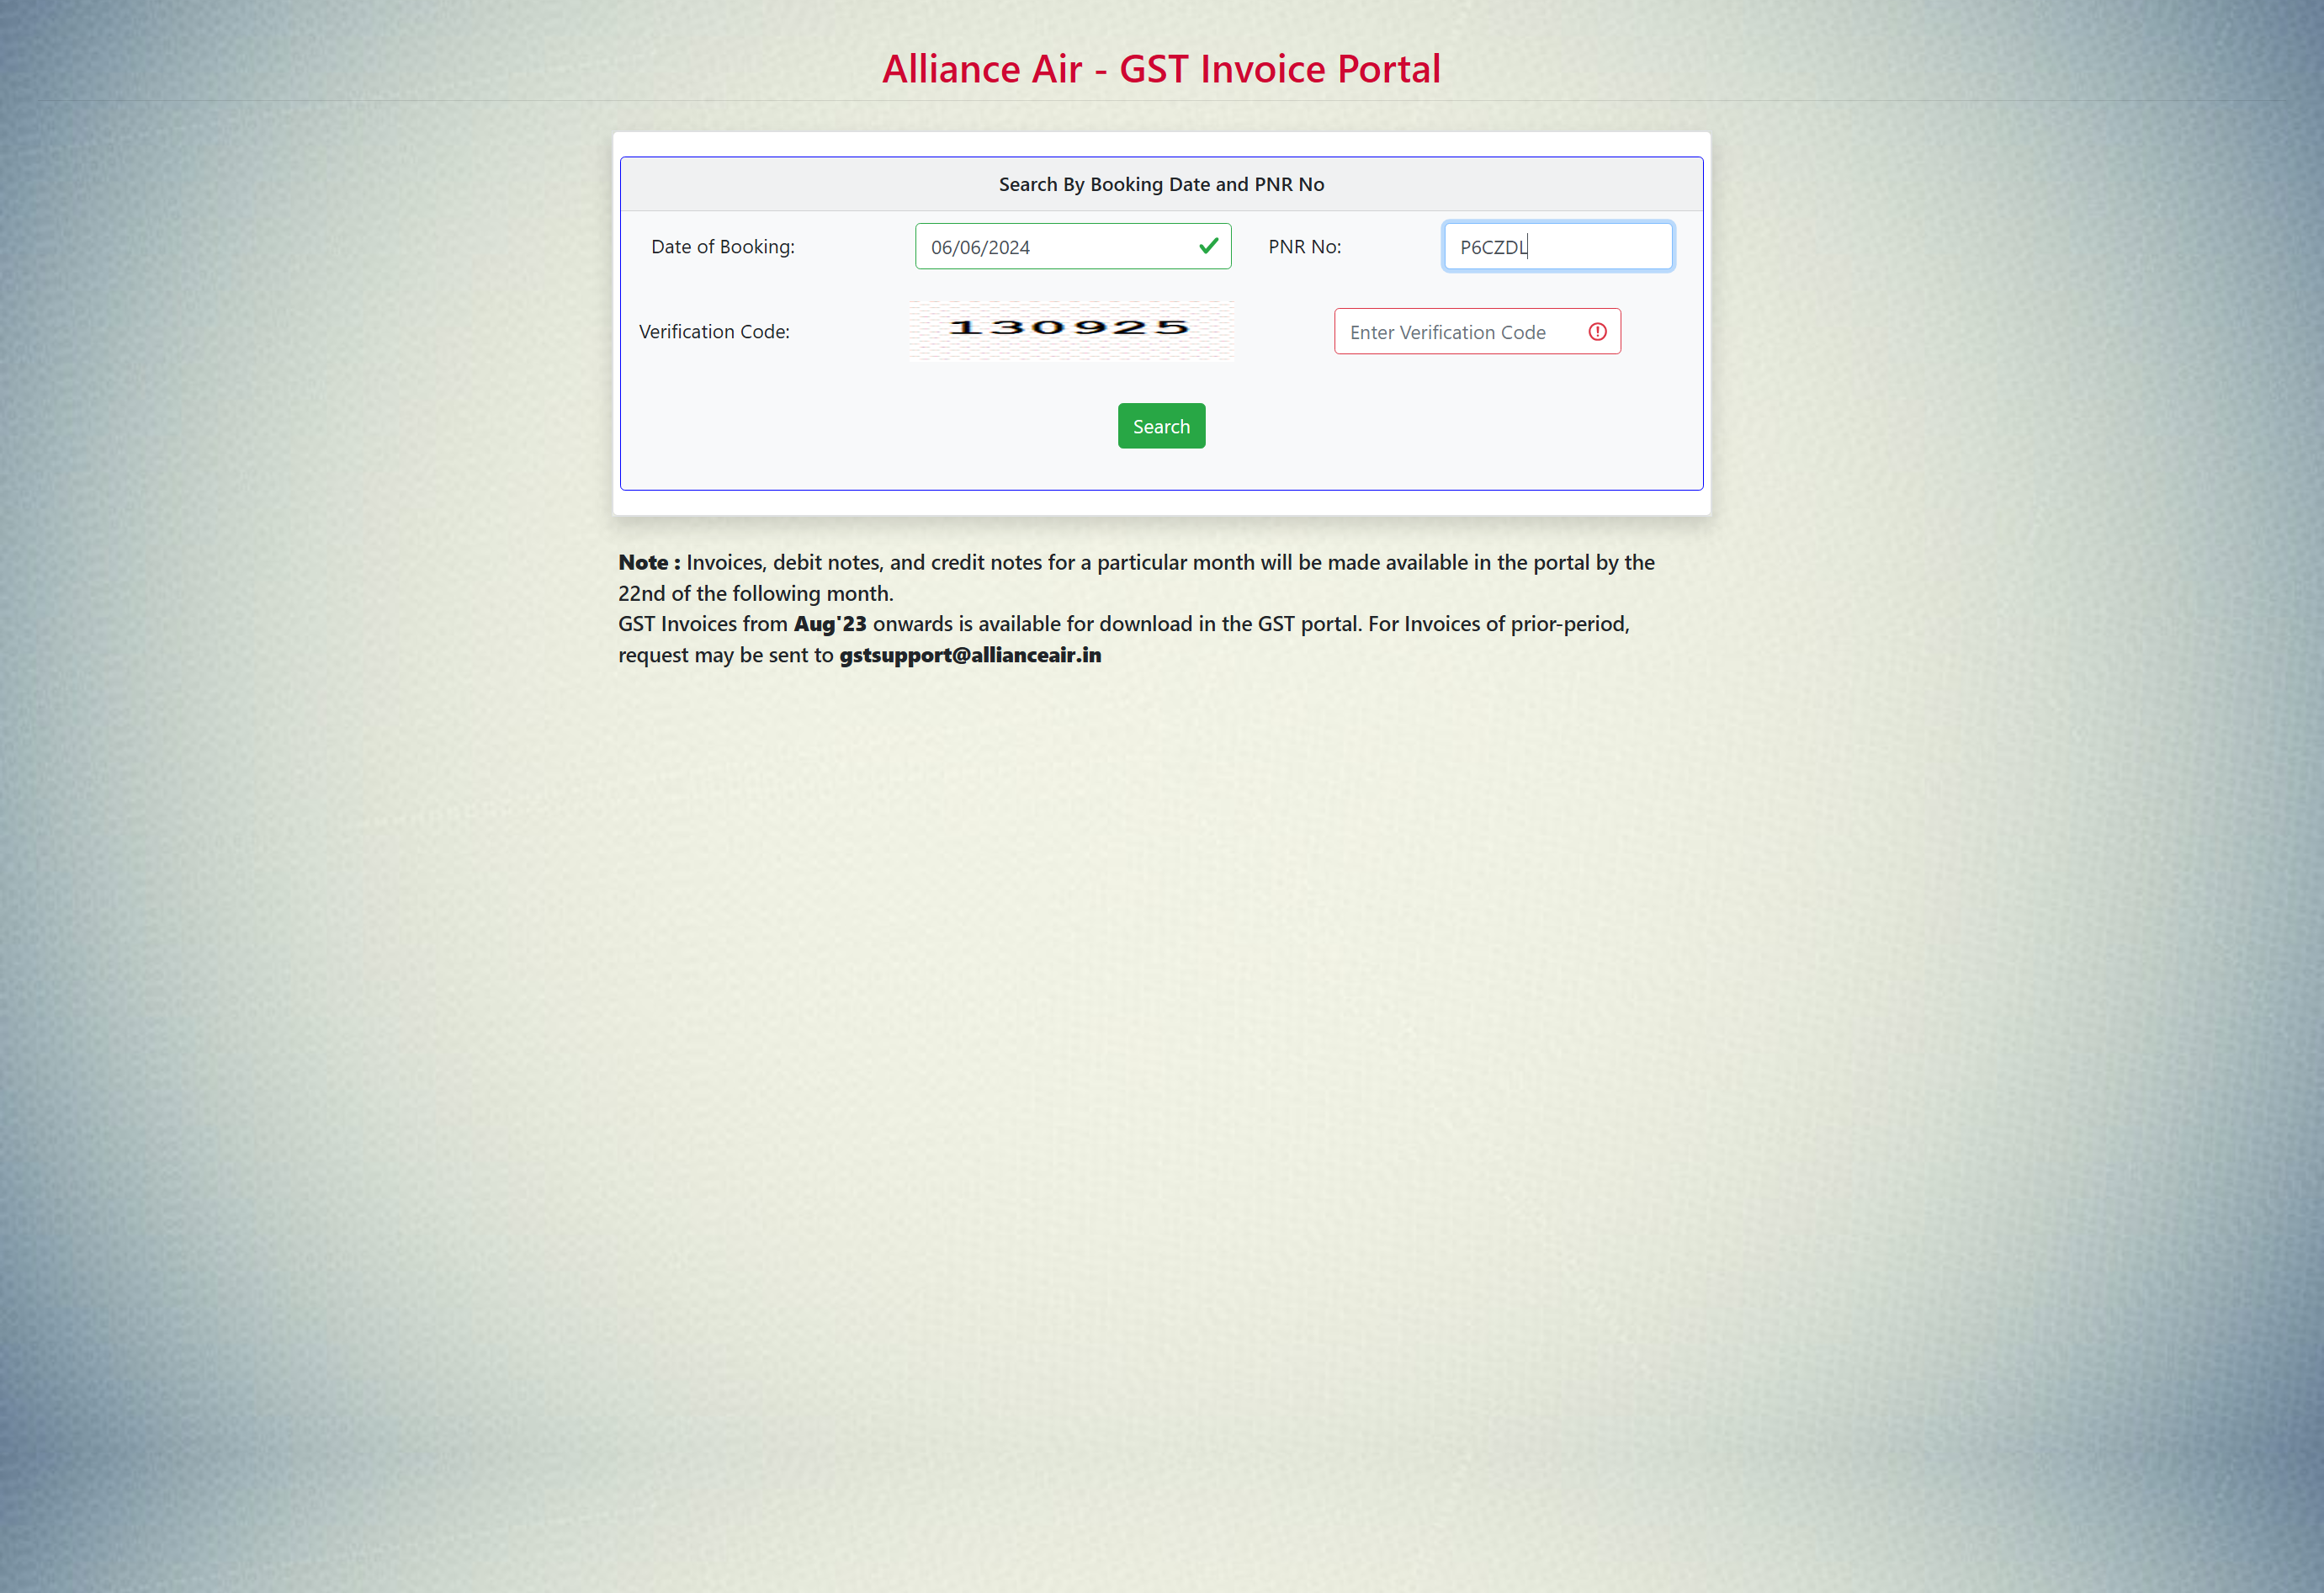 Alliance Air - GST Invoice Portal
Search By Booking Date and PNR No
Date of Booking: 06/06/2024 PNR No: P6CZDL
Verification Code: 130925 Enter Verification Code
Search
Note : Invoices, debit notes, and credit notes for a particular month will be made available in the portal by the
22nd of the following month.
GST Invoices from Aug'23 onwards is available for download in the GST portal. For Invoices of prior-period,
request may be sent to gstsupport@allianceair.in